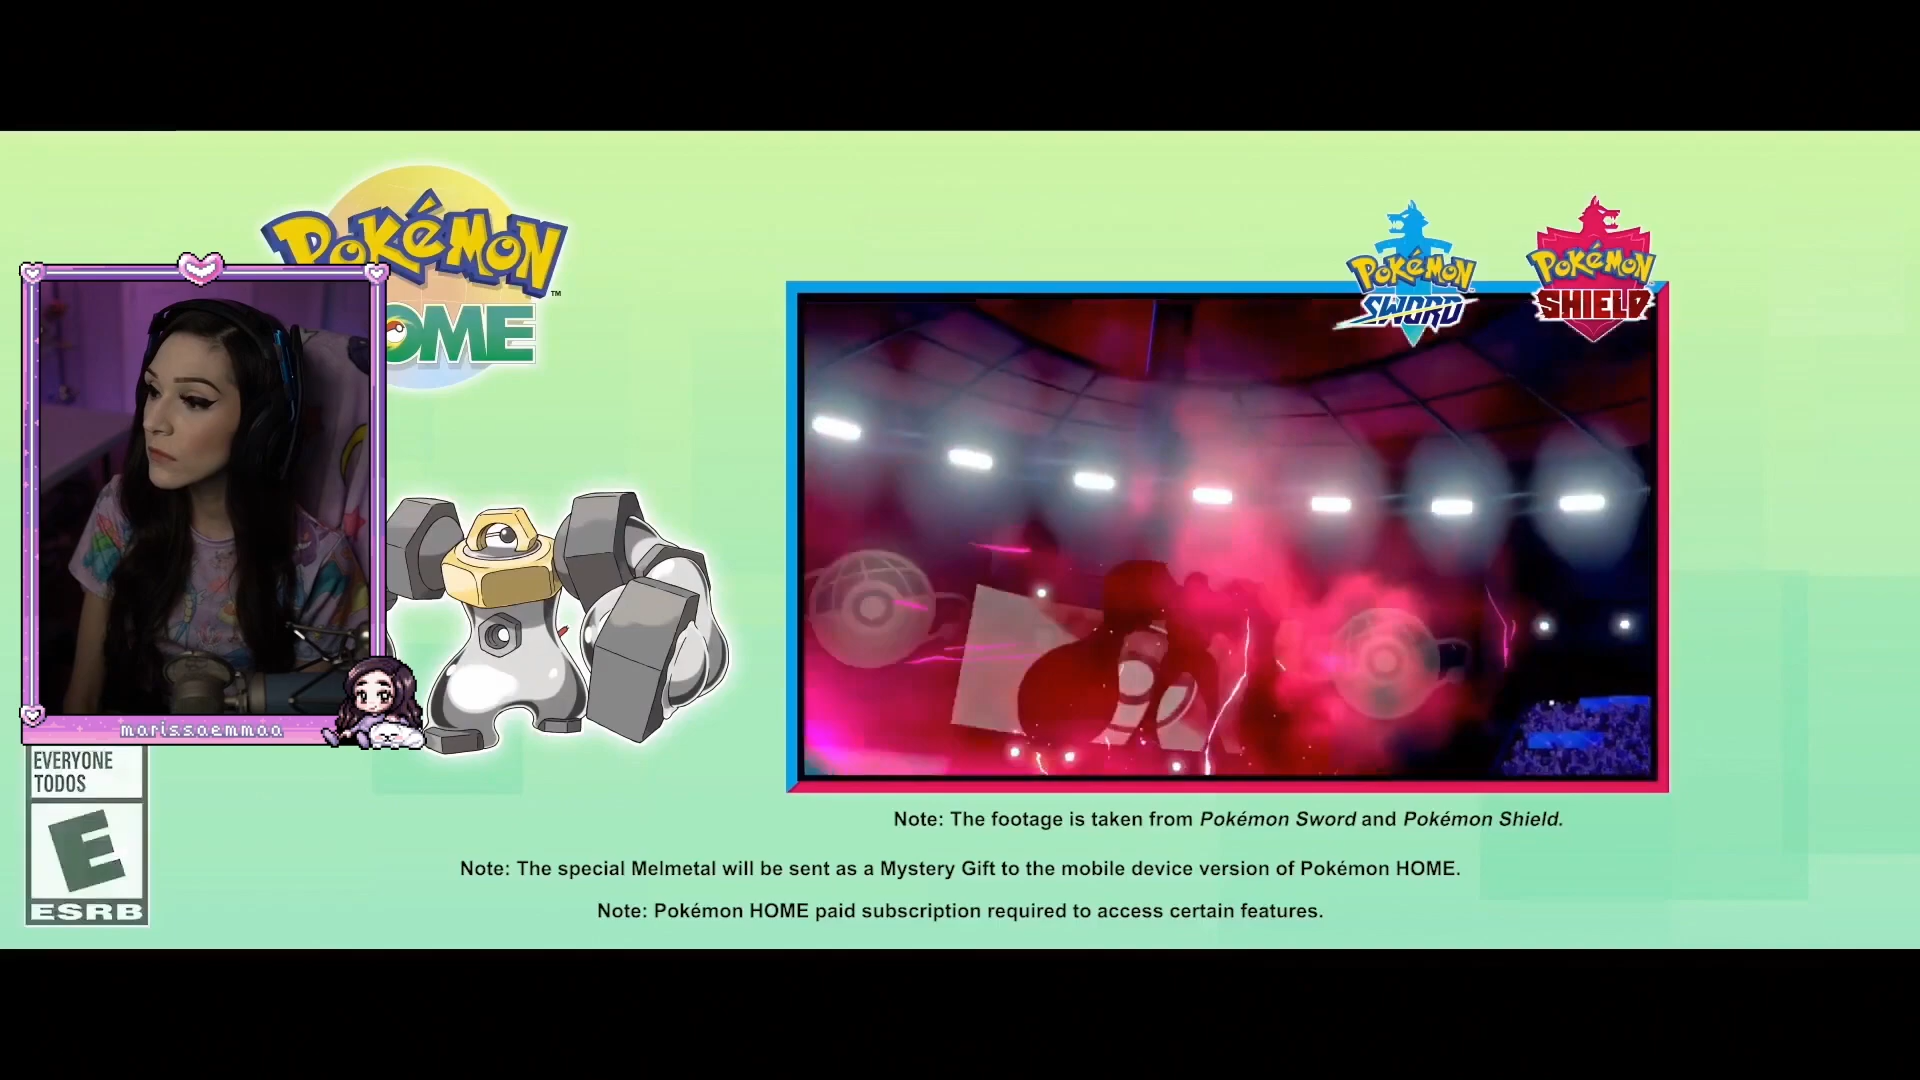 POKéMON
TM
OME
POKéMON
SWORD
POKéMON
SHIELD
marissaemmaa
EVERYONE
TODOS
E
ESRB
Note: The footage is taken from Pokémon Sword and Pokémon Shield.
Note: The special Melmetal will be sent as a Mystery Gift to the mobile device version of Pokémon HOME.
Note: Pokémon HOME paid subscription required to access certain features.